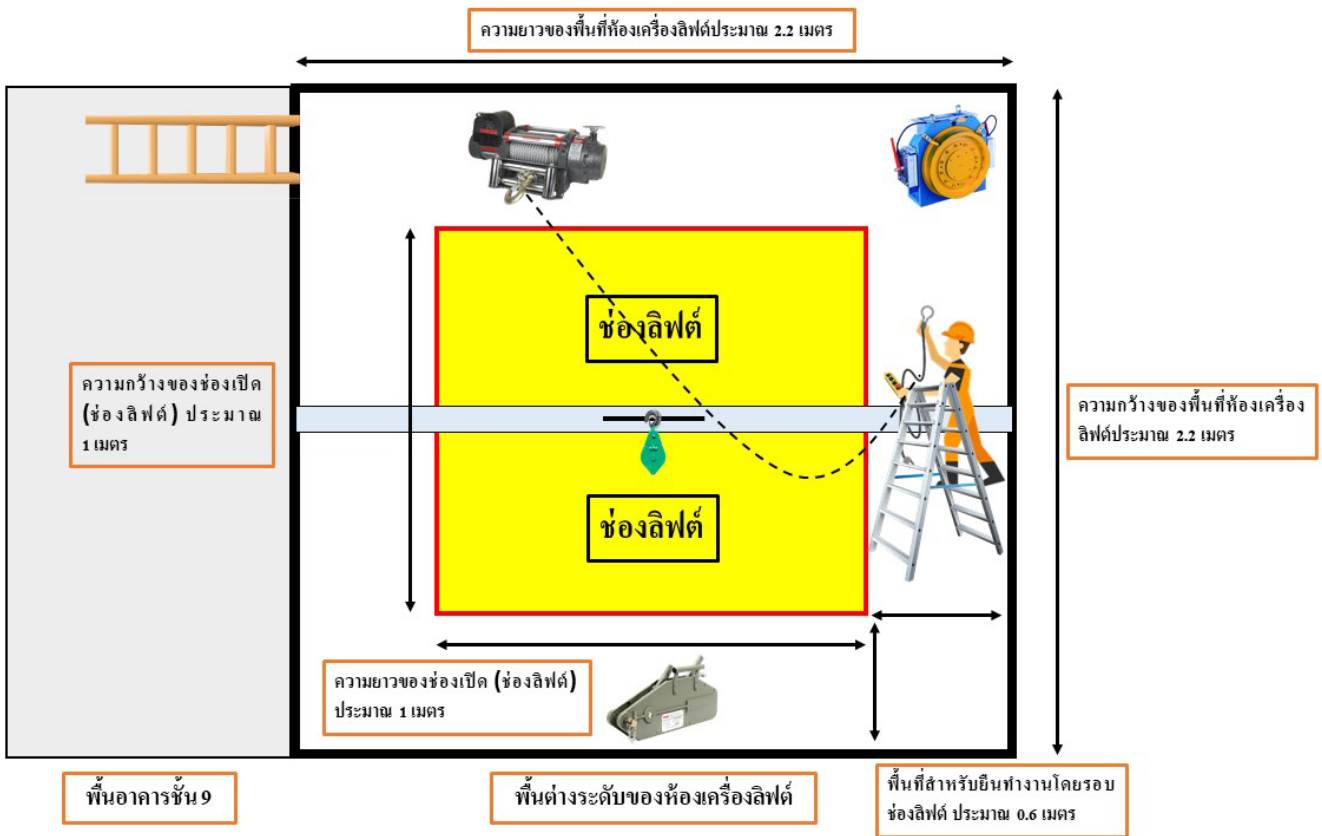 ความยาวของพื้นที่ห้องเครื่องลิฟต์ประมาณ 2.2 เมตร
ช่องลิฟต์
ความกว้างของช่องเปิด
(ช่องลิฟต์) ประมาณ
1 เมตร
ความกว้างของพื้นที่ห้องเครื่อง
ลิฟต์ประมาณ 2.2 เมตร
ช่องลิฟต์
ความยาวของช่องเปิด (ช่องลิฟต์)
ประมาณ 1 เมตร
พื้นอาคารชั้น 9
พื้นต่างระดับของห้องเครื่องลิฟต์
พื้นที่สำหรับยืนทำงานโดยรอบ
ช่องลิฟต์ ประมาณ 0.6 เมตร